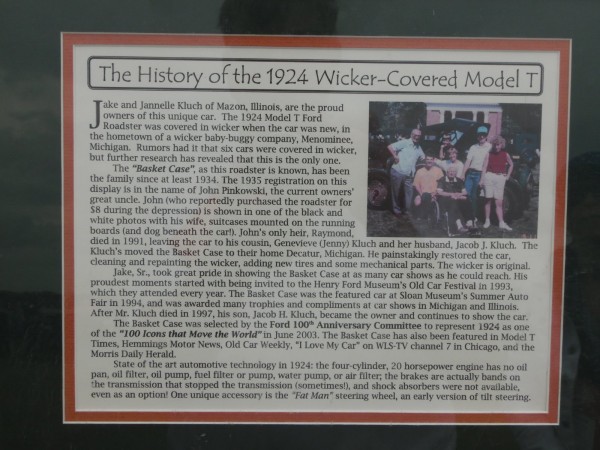 The History of the 1924 Wicker-Covered Model T
Jake and Jannelle Kluch of Mazon, Illinois, are the proud
owners of this unique car. The 1924 Model T Ford
Roadster was covered in wicker when the car was new, in
the hometown of a wicker baby-buggy company, Menominee,
Michigan. Rumors had it that six cars were covered in wicker,
but further research has revealed that this is the only one.
The "Basket Case", as this roadster is known, has been
the family since at least 1934. The 1935 registration on this
display is in the name of John Pinkowski, the current owners'
great uncle. John (who reportedly purchased the roadster for
$8 during the depression) is shown in one of the black and
white photos with his wife, suitcases mounted on the running
boards (and dog beneath the car!). John's only heir, Raymond,
died in 1991, leaving the car to his cousin, Genevieve (Jenny) Kluch and her husband, Jacob J. Kluch. The
Kluch's moved the Basket Case to their home Decatur, Michigan. He painstakingly restored the car,
cleaning and repainting the wicker, adding new tires and some mechanical parts. The wicker is original.
Jake, Sr., took great pride in showing the Basket Case at as many car shows as he could reach. His
proudest moments started with being invited to the Henry Ford Museum's Old Car Festival in 1993,
which they attended every year. The Basket Case was the featured car at Sloan Museum's Summer Auto
Fair in 1994, and was awarded many trophies and compliments at car shows in Michigan and Illinois.
After Mr. Kluch died in 1997, his son, Jacob H. Kluch, became the owner and continues to show the car.
The Basket Case was selected by the Ford 100th Anniversary Committee to represent 1924 as one
of the "100 Icons that Move the World" in June 2003. The Basket Case has also been featured in Model T
Times, Hemmings Motor News, Old Car Weekly, "I Love My Car" on WLS-TV channel 7 in Chicago, and the
Morris Daily Herald.
State of the art automotive technology in 1924: the four-cylinder, 20 horsepower engine has no oil
pan, oil filter, oil pump, fuel filter or pump, water pump, or air filter; the brakes are actually bands on
the transmission that stopped the transmission (sometimes!), and shock absorbers were not available,
even as an option! One unique accessory is the "Fat Man" steering wheel, an early version of tilt steering.